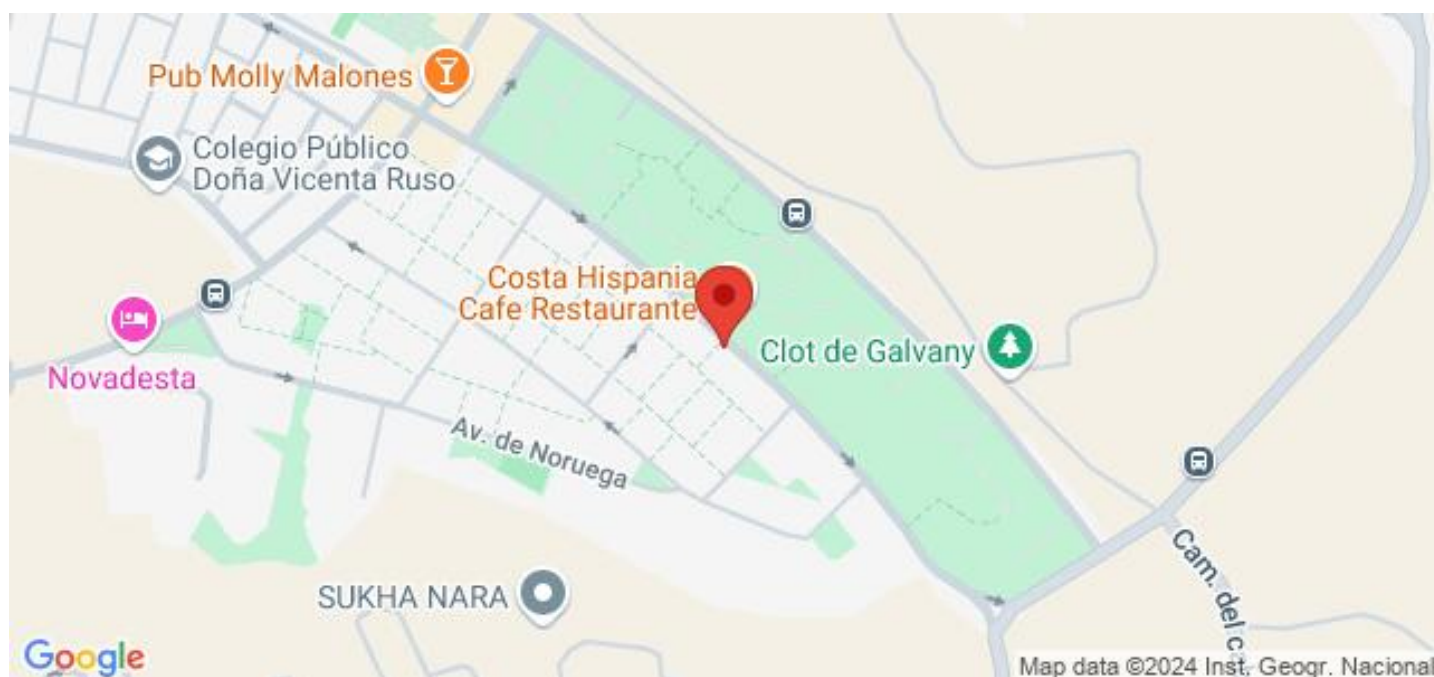 Pub Molly Malones
Colegio Público
Doña Vicenta Ruso
Costa Hispania
Cafe Restaurante
Clot de Galvany
Novadesta
Av. de Noruega
Cam. del ca
SUKHA NARA
Google
Map data ©2024 Inst. Geogr. Nacional